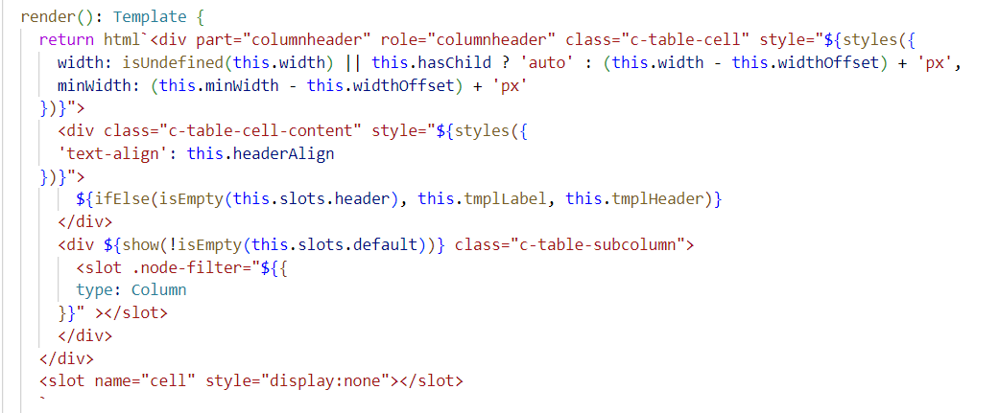 render(): Template {
return html`<div part="columnheader" role="columnheader" class="c-table-cell" style="${styles({
width: isUndefined(this.width) || this.hasChild ? 'auto' : (this.width - this.widthOffset) + 'px',
minWidth: (this.minWidth - this.widthOffset) + 'px'
})}">
<div class="c-table-cell-content" style="${styles({
'text-align': this.headerAlign
})}">
${ifElse(isEmpty(this.slots.header), this.tmplLabel, this.tmplHeader)}
</div>
<div ${show(!isEmpty(this.slots.default))} class="c-table-subcolumn">
<slot .node-filter="${{
type: Column
}}" ></slot>
</div>
</div>
<slot name="cell" style="display:none"></slot>
`